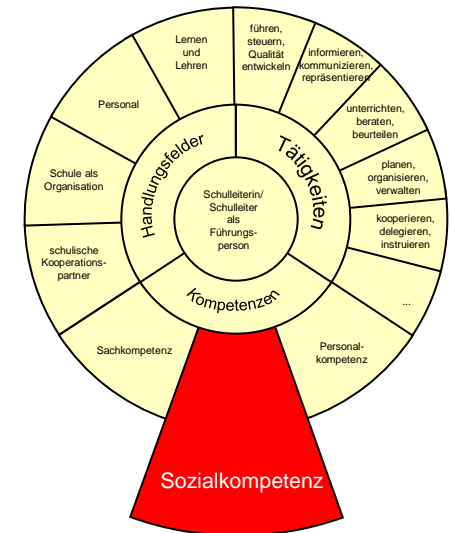 Lernen
und
Lehren
führen,
steuern,
Qualität
entwickeln
informieren,
kommunizieren,
repräsentieren
Personal
unterrichten,
beraten,
beurteilen
Handlungsfelder
Tätigkeiten
Schule als
Organisation
planen,
organisieren,
verwalten
Schulleiterin/
Schulleiter
als
Führungs-
person
kooperieren,
delegieren,
instruieren
schulische
Kooperations-
partner
Kompetenzen
...
Sachkompetenz
Personal-
kompetenz
Sozialkompetenz